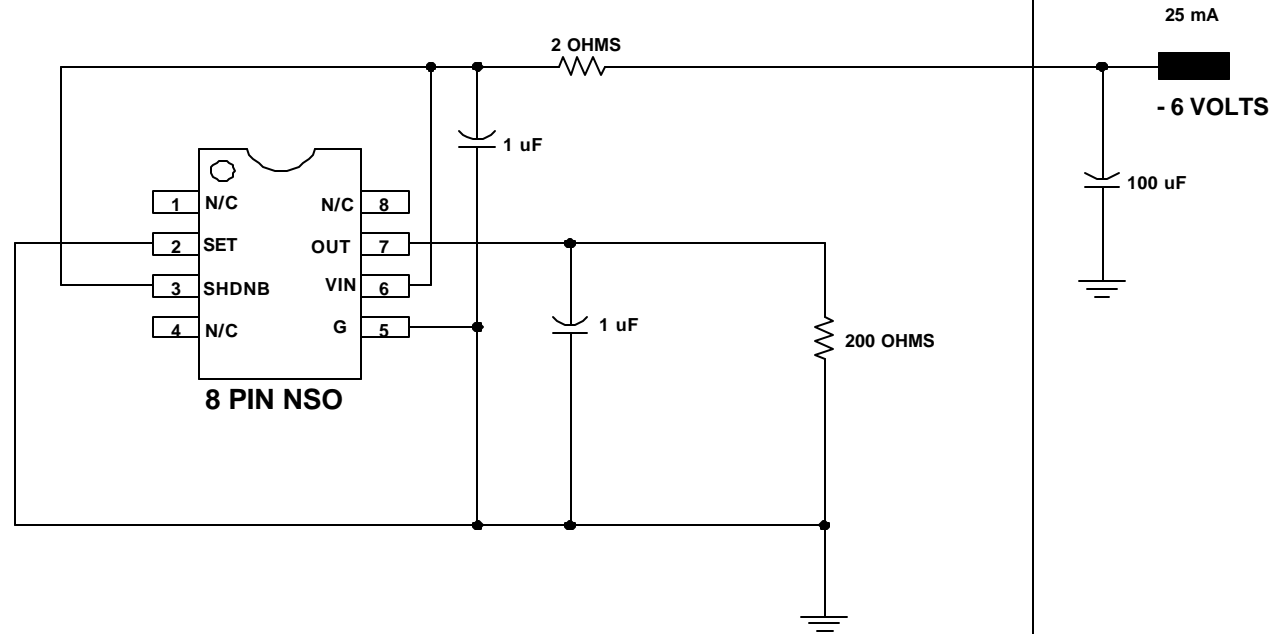 25 mA
2 OHMS
- 6 VOLTS
1 uF
100 uF
1 N/C N/C 8
2 SET OUT 7
3 SHDNB VIN 6
4 N/C G 5
1 uF
200 OHMS
8 PIN NSO